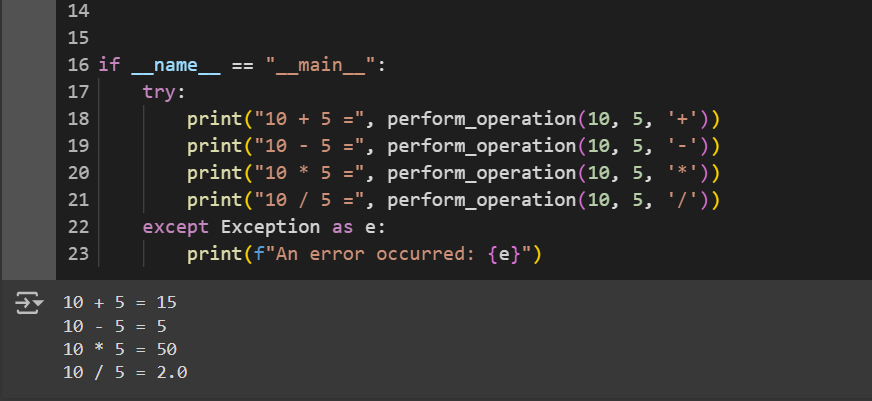 14
15
16 if __name__ == "__main__":
17     try:
18         print("10 + 5 =", perform_operation(10, 5, '+'))
19         print("10 - 5 =", perform_operation(10, 5, '-'))
20         print("10 * 5 =", perform_operation(10, 5, '*'))
21         print("10 / 5 =", perform_operation(10, 5, '/'))
22     except Exception as e:
23         print(f"An error occurred: {e}")
10 + 5 = 15
10 - 5 = 5
10 * 5 = 50
10 / 5 = 2.0